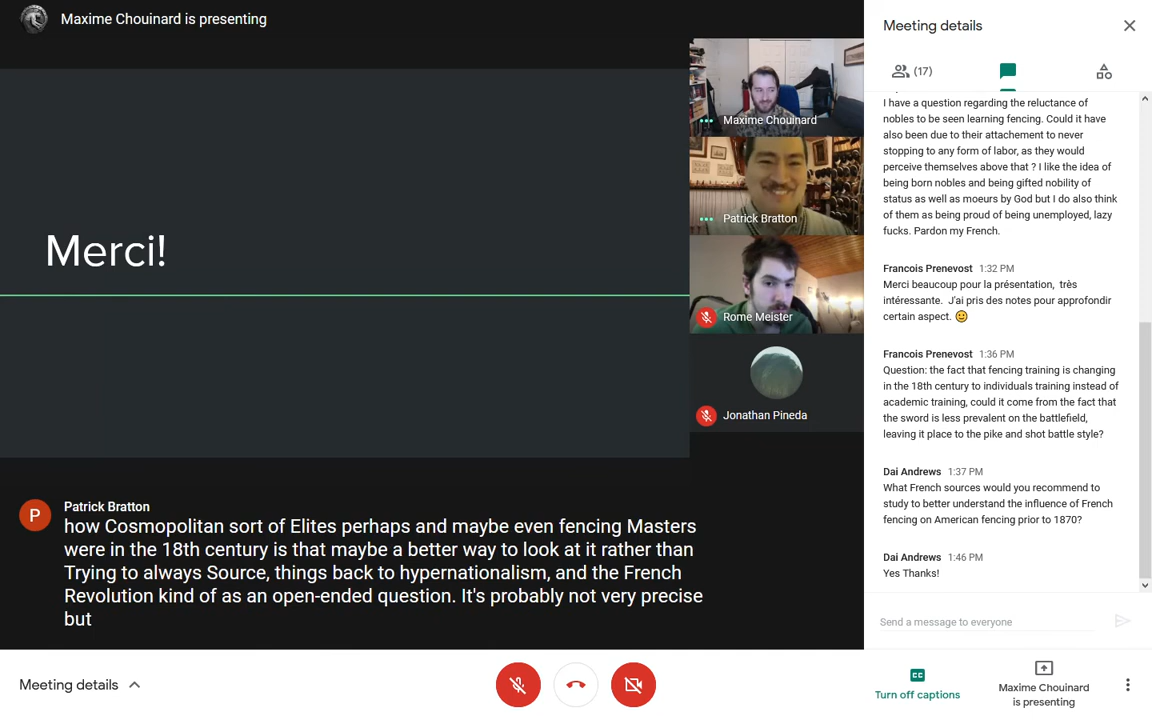 Maxime Chouinard is presenting
Merci!
Maxime Chouinard
Patrick Bratton
Rome Meister
Jonathan Pineda
P
Patrick Bratton
how Cosmopolitan sort of Elites perhaps and maybe even fencing Masters
were in the 18th century is that maybe a better way to look at it rather than
Trying to always Source, things back to hypernationalism, and the French
Revolution kind of as an open-ended question. It's probably not very precise
but
Meeting details
Meeting details
(17)
I have a question regarding the reluctance of
nobles to be seen learning fencing. Could it have
also been due to their attachement to never
stopping to any form of labor, as they would
perceive themselves above that ? I like the idea of
being born nobles and being gifted nobility of
status as well as moeurs by God but I do also think
of them as being proud of being unemployed, lazy
fucks. Pardon my French.
Francois Prenevost 1:32 PM
Merci beaucoup pour la présentation, très
intéressante. J'ai pris des notes pour approfondir
certain aspect. 🙂
Francois Prenevost 1:36 PM
Question: the fact that fencing training is changing
in the 18th century to individuals training instead of
academic training, could it come from the fact that
the sword is less prevalent on the battlefield,
leaving it place to the pike and shot battle style?
Dai Andrews 1:37 PM
What French sources would you recommend to
study to better understand the influence of French
fencing on American fencing prior to 1870?
Dai Andrews 1:46 PM
Yes Thanks!
Send a message to everyone
CC
Turn off captions
Maxime Chouinard
is presenting